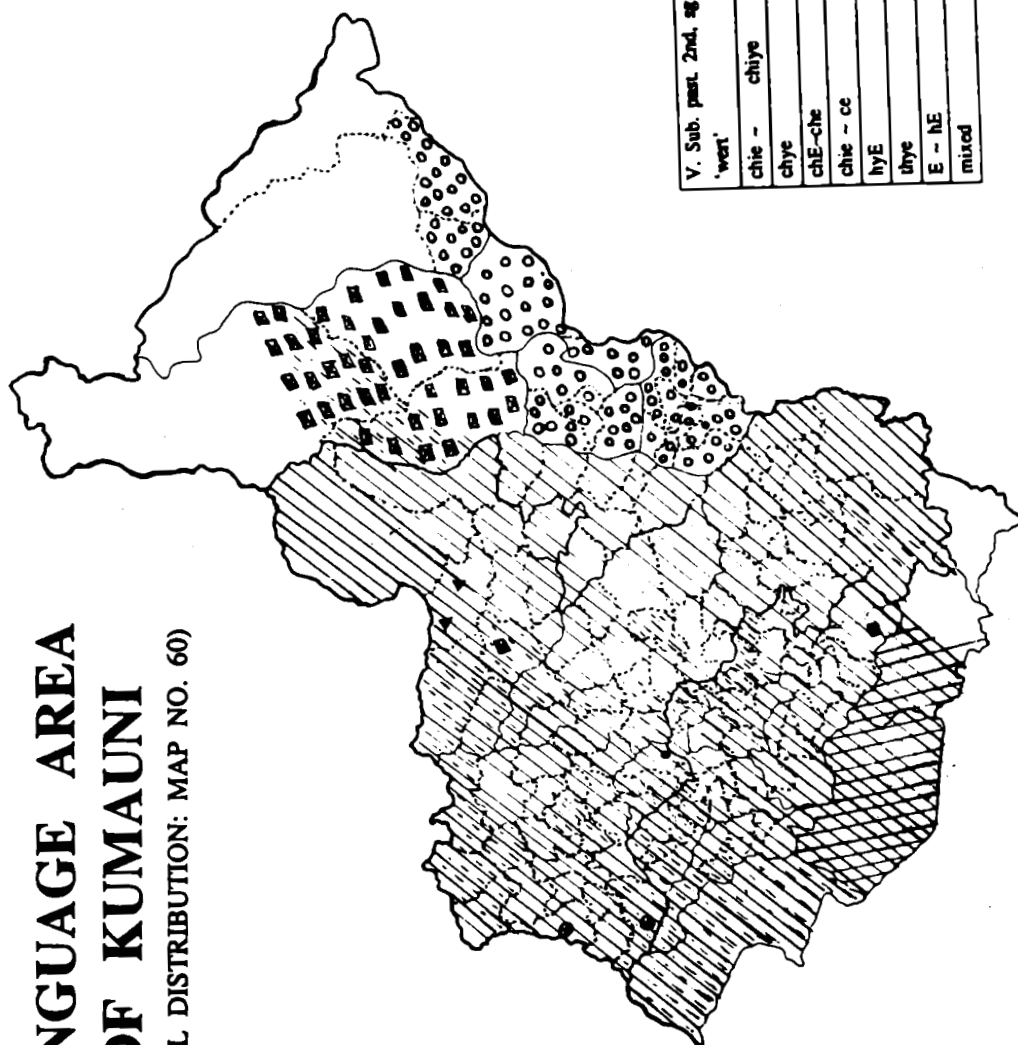 NGUAGE AREA
OF KUMAUNI
L DISTRIBUTION: MAP NO. 60)
V. Sub. past. 2nd. sg
'wert'
chie ~ chiye
chye
chE~che
chie ~ ce
hyE
thye
E ~ hE
mixed